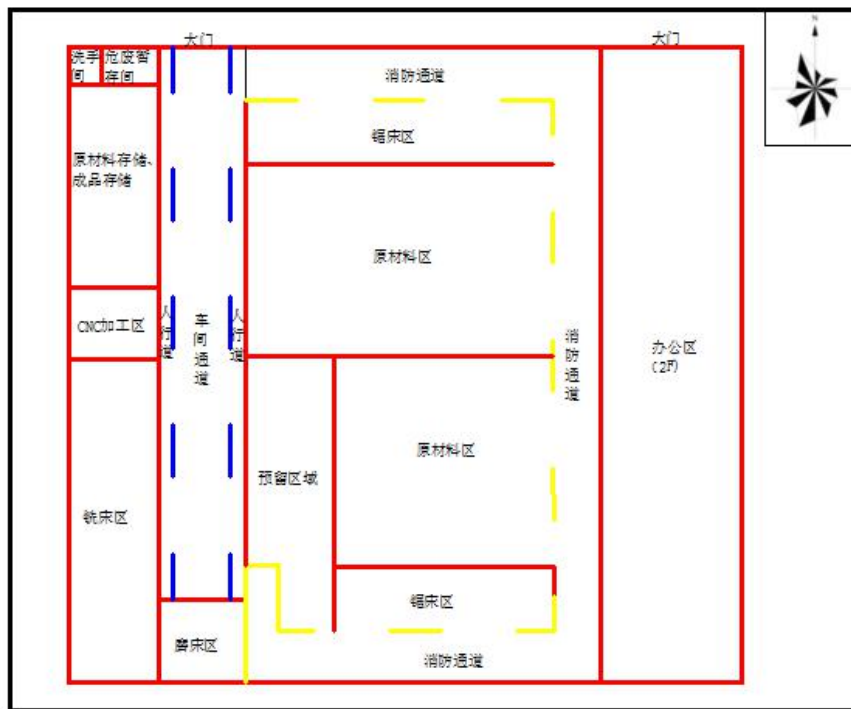 大门
大门
N
洗手
间
危废暂
存间
消防通道
锯床区
原材料存储、
成品存储
原材料区
CNC加工区
人行道
车间通道
人行道
消防通道
办公区
(2F)
原材料区
预留区域
铣床区
锯床区
磨床区
消防通道